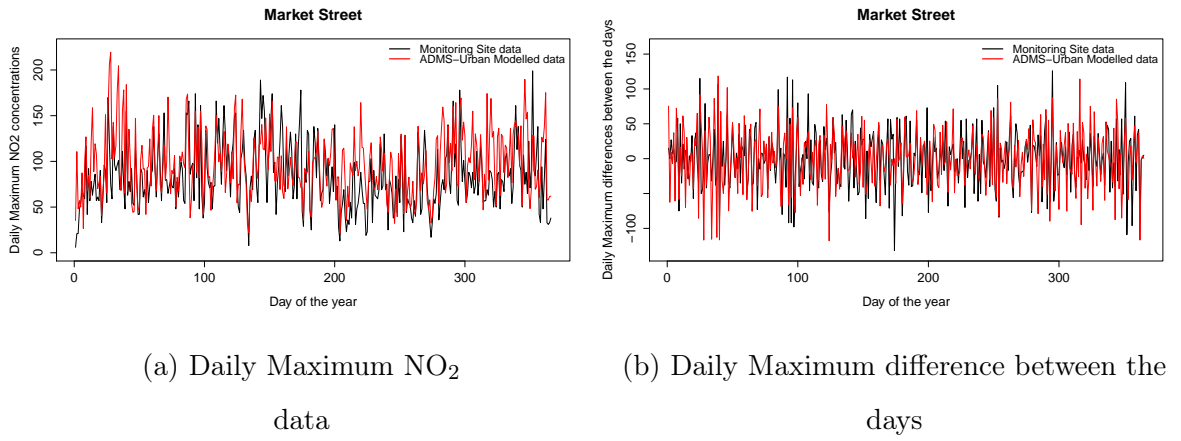 Market Street
Monitoring Site data
ADMS−Urban Modelled data
Daily Maximum NO2 concentrations
200
150
100
50
0
0
100
200
300
Day of the year
(a) Daily Maximum NO2
data
Market Street
Monitoring Site data
ADMS−Urban Modelled data
Daily Maximum differences beetween the days
150
100
50
0
−100
0
100
200
300
Day of the year
(b) Daily Maximum difference between the
days